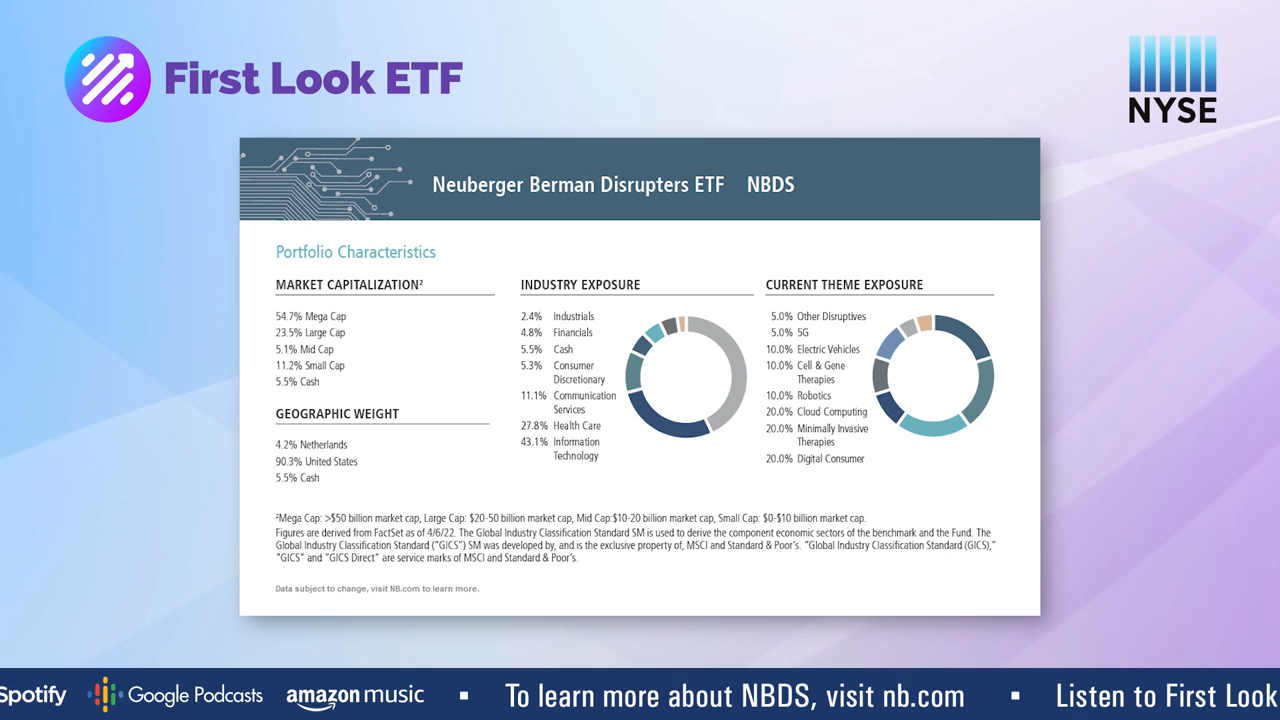 First Look ETF
NYSE
Neuberger Berman Disrupters ETF NBDS
Portfolio Characteristics
MARKET CAPITALIZATION²
54.7% Mega Cap
23.5% Large Cap
5.1% Mid Cap
11.2% Small Cap
5.5% Cash
GEOGRAPHIC WEIGHT
4.2% Netherlands
90.3% United States
5.5% Cash
INDUSTRY EXPOSURE
2.4% Industrials
4.8% Financials
5.5% Cash
5.3% Consumer
Discretionary
11.1% Communication
Services
27.8% Health Care
43.1% Information
Technology
CURRENT THEME EXPOSURE
5.0% Other Disruptives
5.0% 5G
10.0% Electric Vehicles
10.0% Cell & Gene
Therapies
10.0% Robotics
20.0% Cloud Computing
20.0% Minimally Invasive
Therapies
20.0% Digital Consumer
²Mega Cap: >$50 billion market cap, Large Cap: $20-50 billion market cap, Mid Cap:$10-20 billion market cap, Small Cap: $0-$10 billion market cap.
Figures are derived from FactSet as of 4/6/22. The Global Industry Classification Standard SM is used to derive the component economic sectors of the benchmark and the Fund. The
Global Industry Classification Standard ("GICS") SM was developed by, and is the exclusive property of, MSCI and Standard & Poor's. "Global Industry Classification Standard (GICS),"
"GICS" and "GICS Direct" are service marks of MSCI and Standard & Poor's.
Data subject to change, visit NB.com to learn more.
Spotify Google Podcasts amazon music ▪ To learn more about NBDS, visit nb.com ▪ Listen to First Look